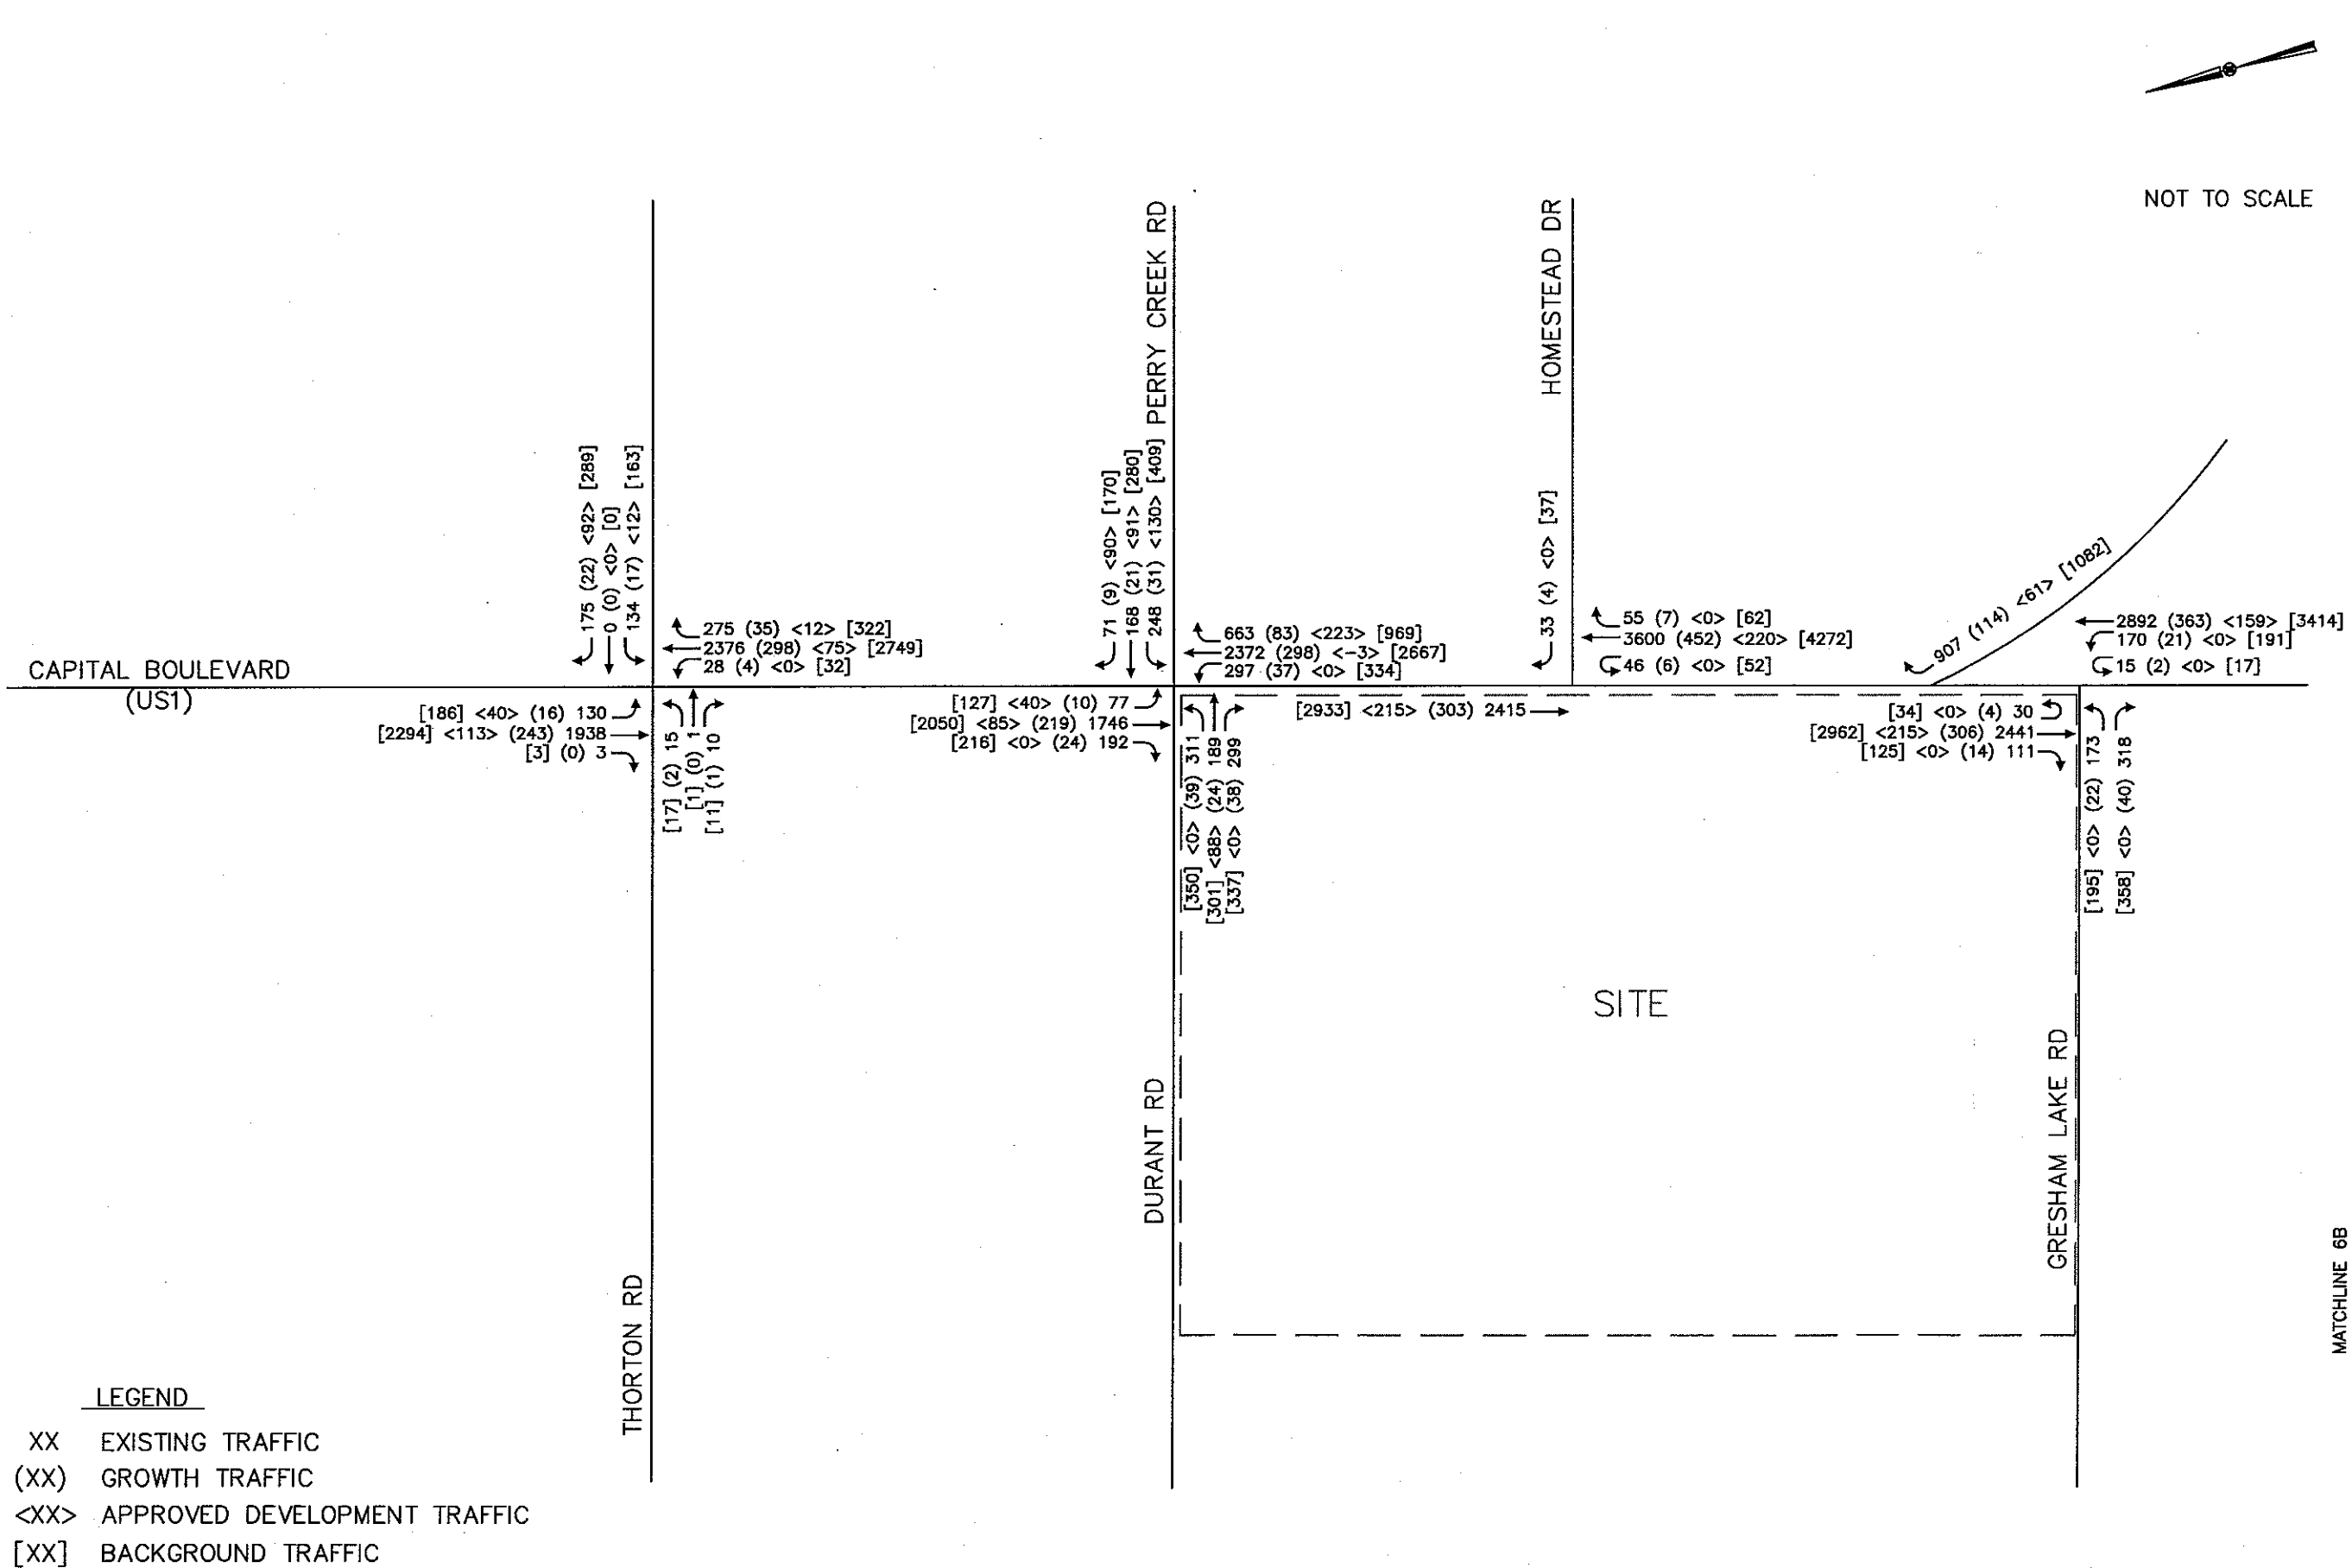 NOT TO SCALE
PERRY CREEK RD
HOMESTEAD DR
175 (22) <92> [289]
0 (0) <0> [0]
134 (17) <12> [163]
71 (9) <90> [170]
168 (21) <91> [280]
248 (31) <130> [409]
33 (4) <0> [37]
907 (114) <61> [1082]
275 (35) <12> [322]
2376 (298) <75> [2749]
28 (4) <0> [32]
663 (83) <223> [969]
2372 (298) <-3> [2667]
297 (37) <0> [334]
55 (7) <0> [62]
3600 (452) <220> [4272]
46 (6) <0> [52]
2892 (363) <159> [3414]
170 (21) <0> [191]
15 (2) <0> [17]
CAPITAL BOULEVARD
(US1)
[186] <40> (16) 130
[2294] <113> (243) 1938
[3] (0) 3
[17] (2) 15
[1] (0) 1
[11] (1) 10
[127] <40> (10) 77
[2050] <85> (219) 1746
[216] <0> (24) 192
[350] <0> (39) 311
[301] <88> (24) 189
[337] <0> (38) 299
[2933] <215> (303) 2415
[34] <0> (4) 30
[2962] <215> (306) 2441
[125] <0> (14) 111
[195] <0> (22) 173
[358] <0> (40) 318
SITE
THORTON RD
DURANT RD
GRESHAM LAKE RD
MATCHLINE 6B
LEGEND
XX EXISTING TRAFFIC
(XX) GROWTH TRAFFIC
<XX> APPROVED DEVELOPMENT TRAFFIC
[XX] BACKGROUND TRAFFIC